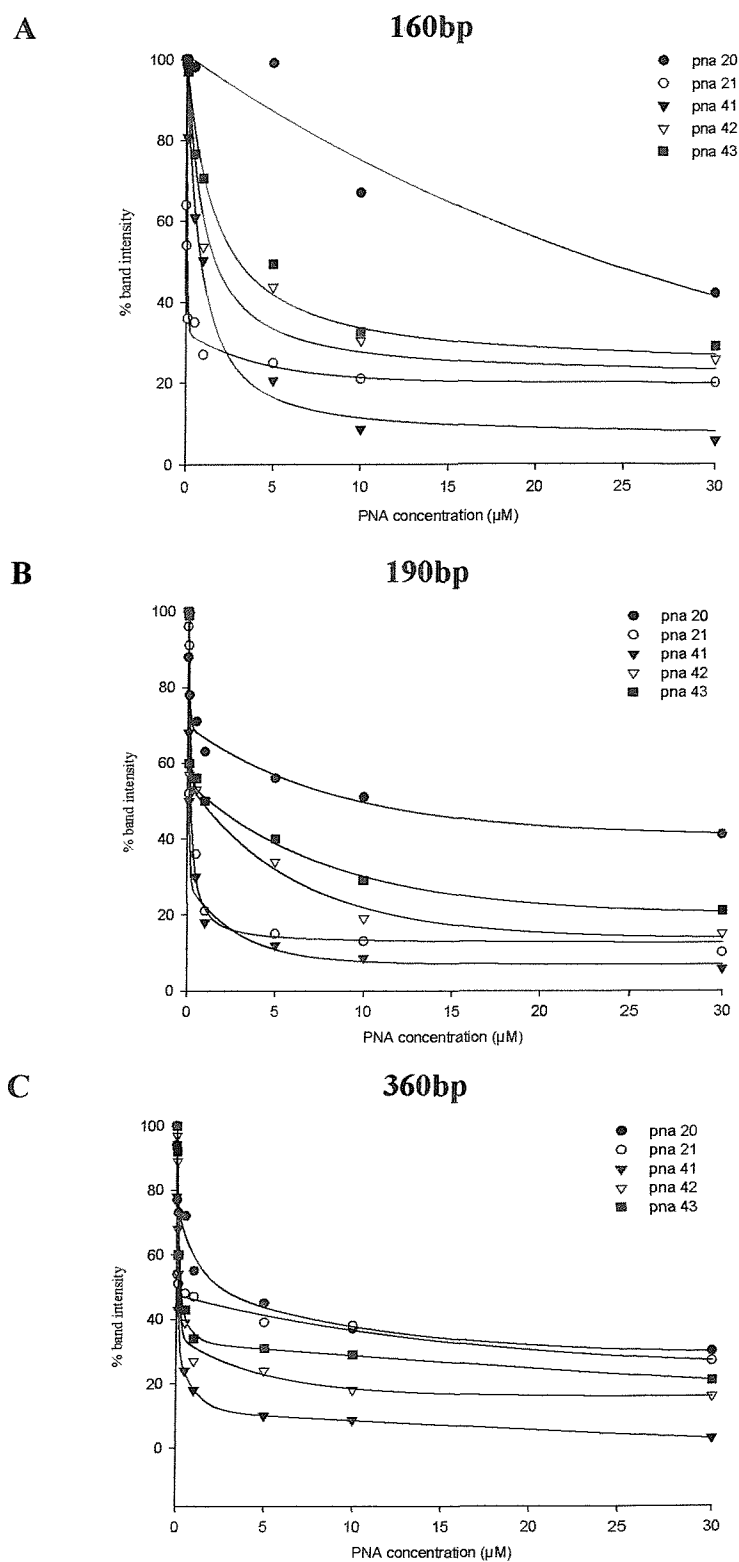 A
160bp
100
80
60
40
20
0
% band intensity
pna 20
pna 21
pna 41
pna 42
pna 43
0 5 10 15 20 25 30
PNA concentration (µM)
B
190bp
100
80
60
40
20
0
% band intensity
pna 20
pna 21
pna 41
pna 42
pna 43
0 5 10 15 20 25 30
PNA concentration (µM)
C
360bp
100
80
60
40
20
0
% band intensity
pna 20
pna 21
pna 41
pna 42
pna 43
0 5 10 15 20 25 30
PNA concentration (µM)